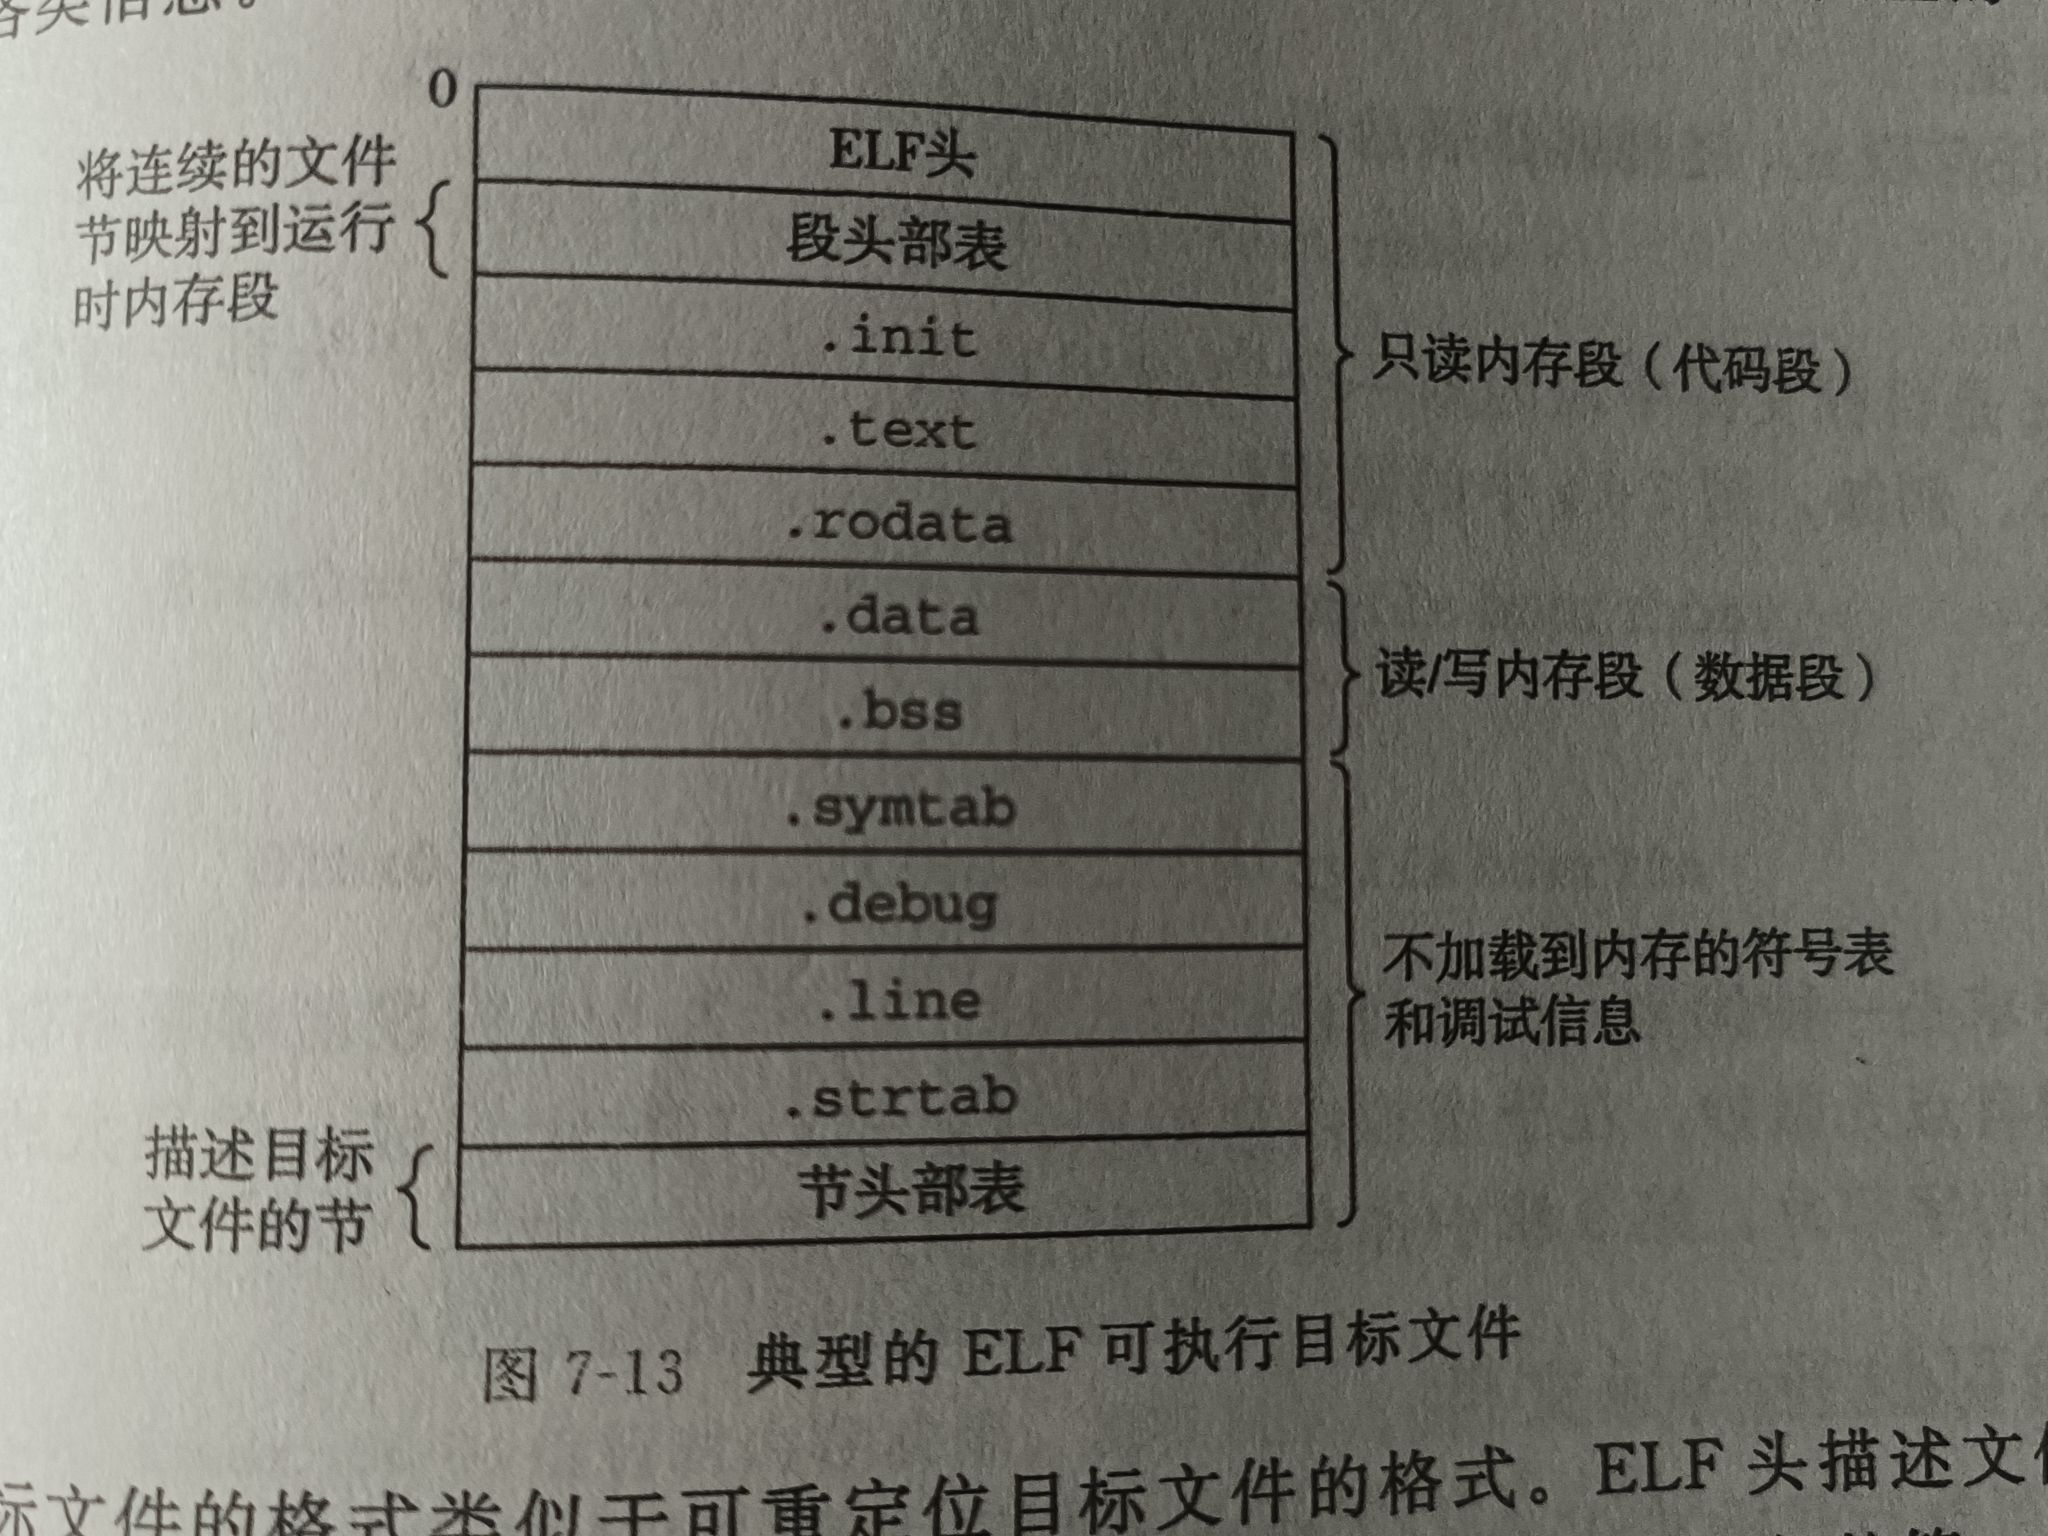 各类信息。
0
ELF头
将连续的文件
节映射到运行
时内存段
段头部表
.init
.text
.rodata
只读内存段（代码段）
.data
.bss
读/写内存段（数据段）
.symtab
.debug
.line
.strtab
不加载到内存的符号表
和调试信息
描述目标
文件的节
节头部表
图 7-13 典型的 ELF 可执行目标文件
标文件的格式类似于可重定位目标文件的格式。ELF 头描述文件